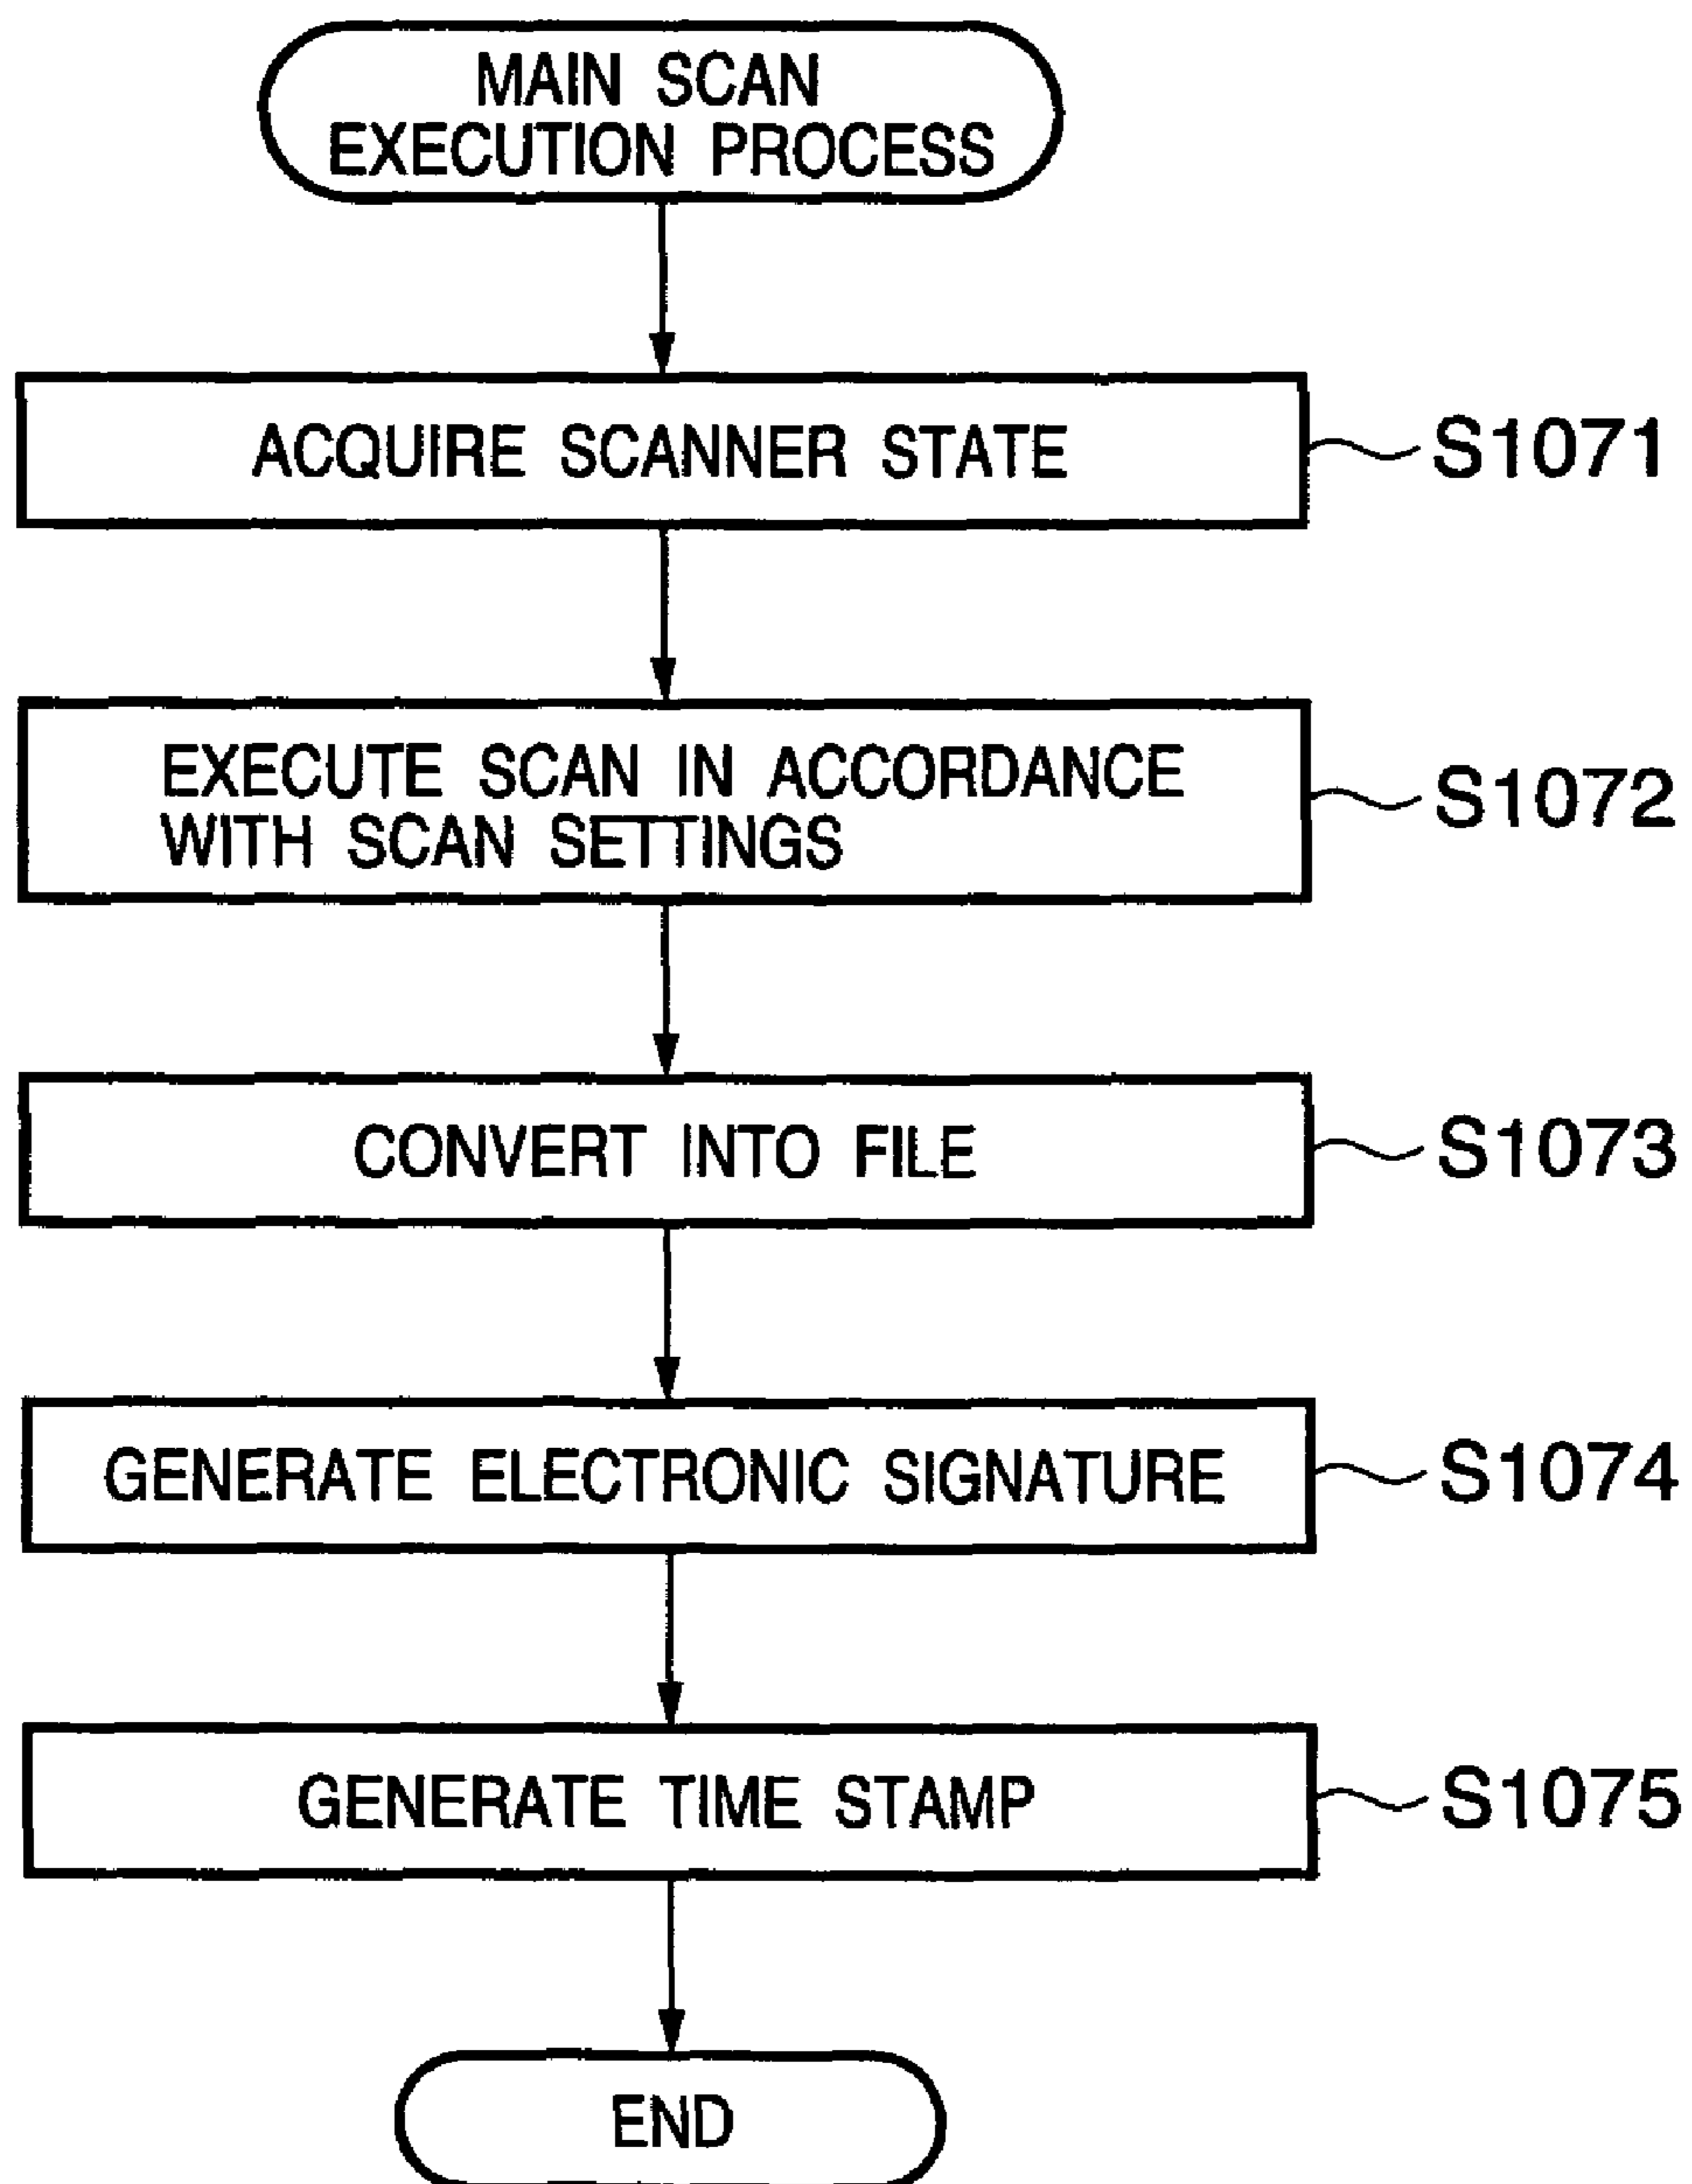 MAIN SCAN
EXECUTION PROCESS
ACQUIRE SCANNER STATE
S1071
EXECUTE SCAN IN ACCORDANCE
WITH SCAN SETTINGS
S1072
CONVERT INTO FILE
S1073
GENERATE ELECTRONIC SIGNATURE
S1074
GENERATE TIME STAMP
S1075
END